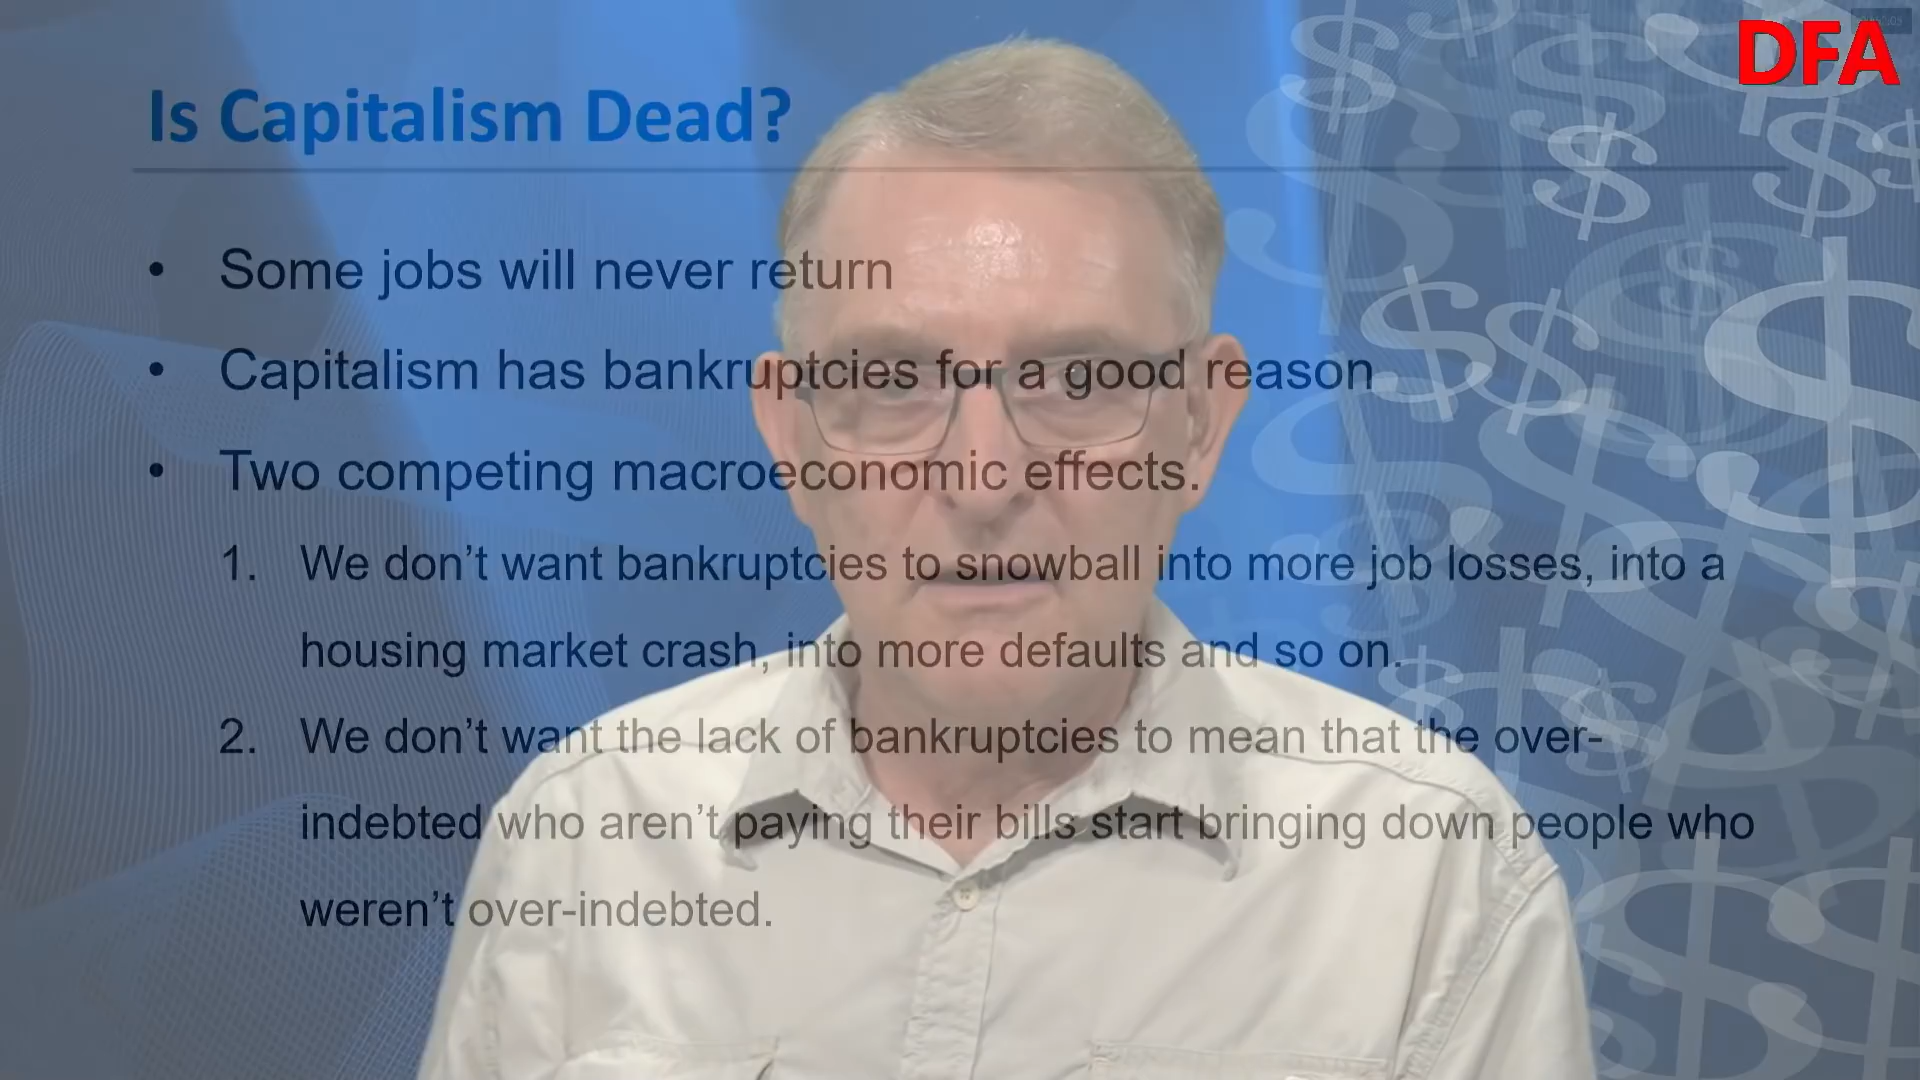 DFA
Is Capitalism Dead?
• Some jobs will never return
• Capitalism has bankruptcies for a good reason
• Two competing macroeconomic effects.
1. We don’t want bankruptcies to snowball into more job losses, into a
housing market crash, into more defaults and so on.
2. We don’t want the lack of bankruptcies to mean that the over-
indebted who aren’t paying their bills start bringing down people who
weren’t over-indebted.